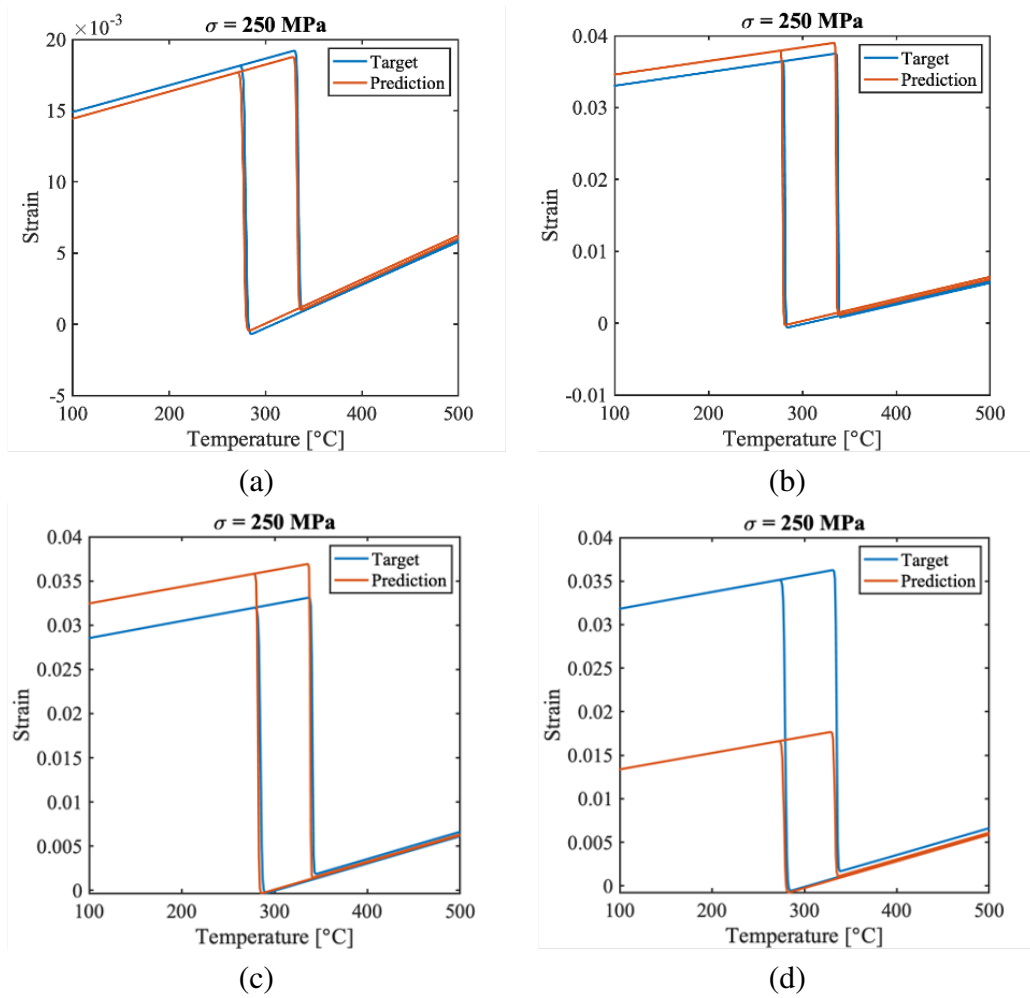 ×10⁻³
σ = 250 MPa
Target
Prediction
20
15
10
5
0
-5
Strain
100 200 300 400 500
Temperature [°C]
(a)
σ = 250 MPa
Target
Prediction
0.04
0.03
0.02
0.01
0
-0.01
Strain
100 200 300 400 500
Temperature [°C]
(b)
σ = 250 MPa
Target
Prediction
0.04
0.035
0.03
0.025
0.02
0.015
0.01
0.005
0
Strain
100 200 300 400 500
Temperature [°C]
(c)
σ = 250 MPa
Target
Prediction
0.04
0.035
0.03
0.025
0.02
0.015
0.01
0.005
0
Strain
100 200 300 400 500
Temperature [°C]
(d)